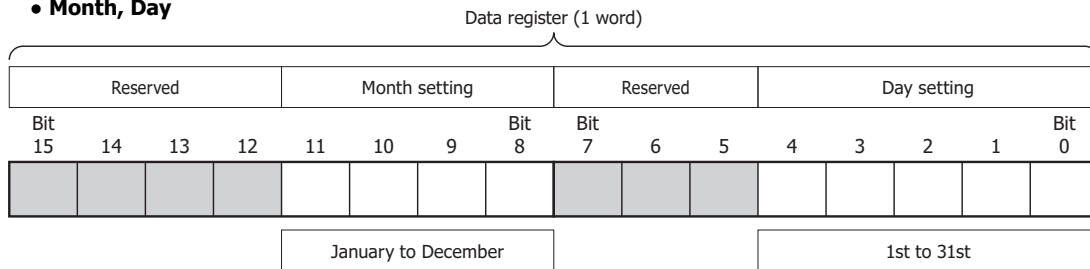 ● Month, Day
Data register (1 word)
Reserved Month setting Reserved Day setting
Bit Bit Bit Bit
15 14 13 12 11 10 9 8 7 6 5 4 3 2 1 0
January to December 1st to 31st